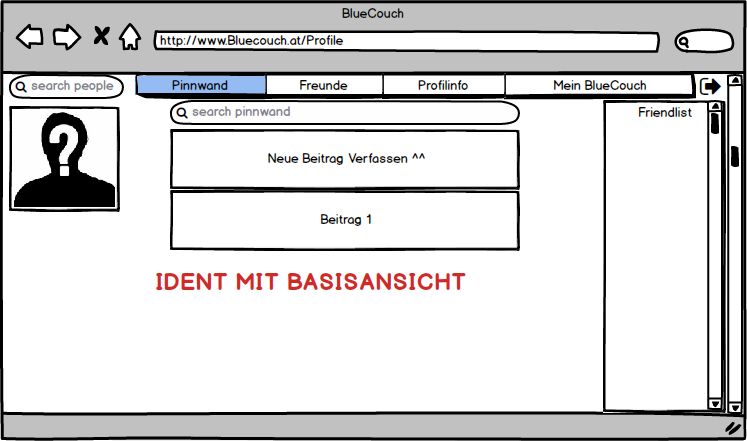 BlueCouch
http://www.Bluecouch.at/Profile
search people
Pinnwand
Freunde
Profilinfo
Mein BlueCouch
search pinnwand
Friendlist
Neue Beitrag Verfassen ^^
Beitrag 1
IDENT MIT BASISANSICHT